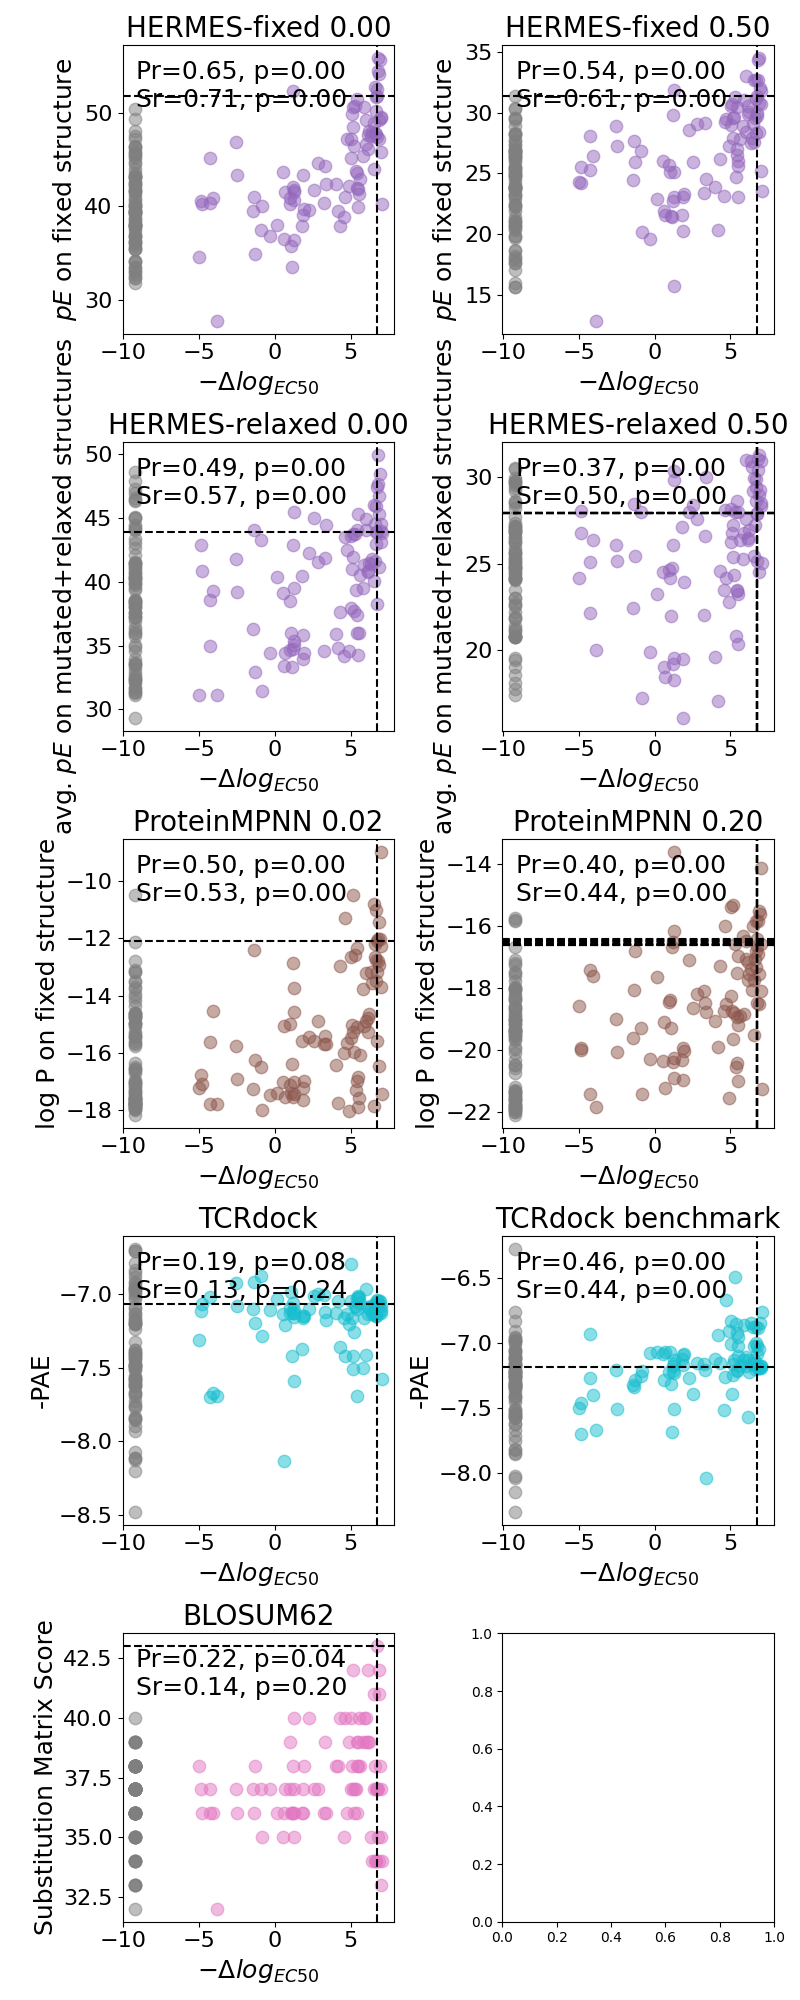 HERMES-fixed 0.00
HERMES-fixed 0.50
Pr=0.65, p=0.00
Sr=0.71, p=0.00
50
40
30
pE on fixed structure
−10 −5 0 5
−ΔlogEC50
Pr=0.54, p=0.00
Sr=0.61, p=0.00
35
30
25
20
15
pE on fixed structure
−10 −5 0 5
−ΔlogEC50
HERMES-relaxed 0.00
HERMES-relaxed 0.50
Pr=0.49, p=0.00
Sr=0.57, p=0.00
50
45
40
35
30
avg. pE on mutated+relaxed structures
−10 −5 0 5
−ΔlogEC50
Pr=0.37, p=0.00
Sr=0.50, p=0.00
30
25
20
avg. pE on mutated+relaxed structures
−10 −5 0 5
−ΔlogEC50
ProteinMPNN 0.02
ProteinMPNN 0.20
Pr=0.50, p=0.00
Sr=0.53, p=0.00
−10
−12
−14
−16
−18
log P on fixed structure
−10 −5 0 5
−ΔlogEC50
Pr=0.40, p=0.00
Sr=0.44, p=0.00
−14
−16
−18
−20
−22
log P on fixed structure
−10 −5 0 5
−ΔlogEC50
TCRdock
TCRdock benchmark
Pr=0.19, p=0.08
Sr=0.13, p=0.24
−7.0
−7.5
−8.0
−8.5
-PAE
−10 −5 0 5
−ΔlogEC50
Pr=0.46, p=0.00
Sr=0.44, p=0.00
−6.5
−7.0
−7.5
−8.0
-PAE
−10 −5 0 5
−ΔlogEC50
BLOSUM62
Pr=0.22, p=0.04
Sr=0.14, p=0.20
42.5
40.0
37.5
35.0
32.5
Substitution Matrix Score
−10 −5 0 5
−ΔlogEC50
1.0
0.8
0.6
0.4
0.2
0.0
0.0 0.2 0.4 0.6 0.8 1.0